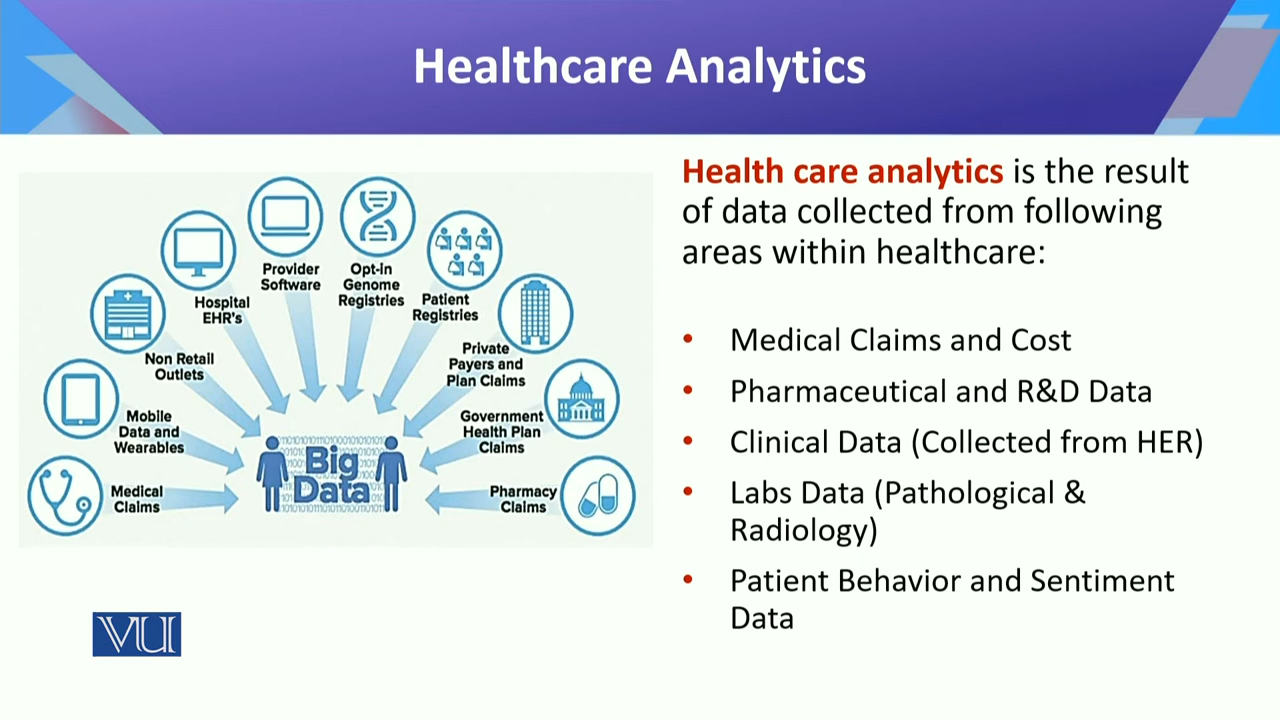 Healthcare Analytics
Health care analytics is the result
of data collected from following
areas within healthcare:
• Medical Claims and Cost
• Pharmaceutical and R&D Data
• Clinical Data (Collected from HER)
• Labs Data (Pathological &
Radiology)
• Patient Behavior and Sentiment
Data
Medical
Claims
Mobile
Data and
Wearables
Non Retail
Outlets
Hospital
EHR's
Provider
Software
Opt-in
Genome
Registries
Patient
Registries
Private
Payers and
Plan Claims
Government
Health Plan
Claims
Pharmacy
Claims
Big
Data
VU